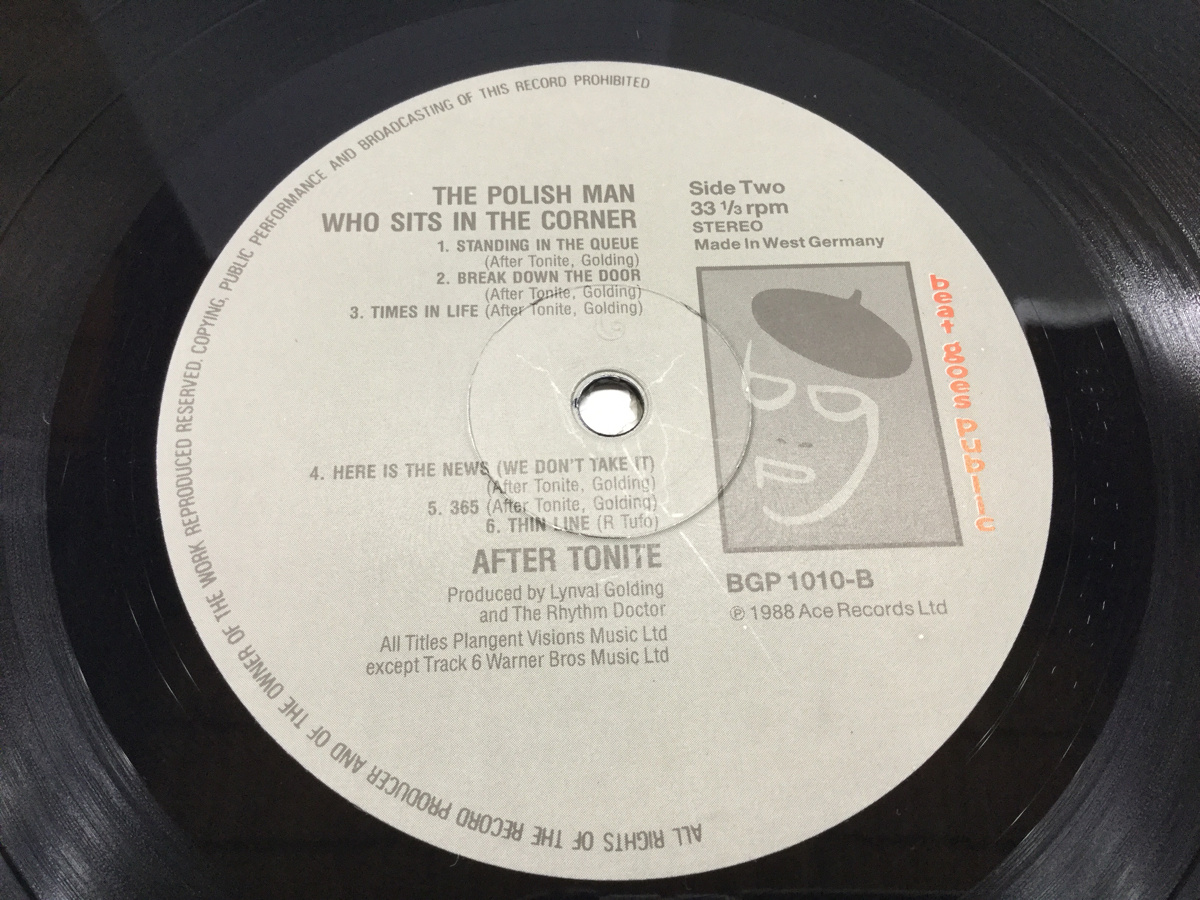 THE POLISH MAN
WHO SITS IN THE CORNER
1. STANDING IN THE QUEUE
(After Tonite, Golding)
2. BREAK DOWN THE DOOR
(After Tonite, Golding)
3. TIMES IN LIFE (After Tonite, Golding)
4. HERE IS THE NEWS (WE DON'T TAKE IT)
(After Tonite, Golding)
5. 365 (After Tonite, Golding)
6. THIN LINE (R Tufo)
AFTER TONITE
Produced by Lynval Golding
and The Rhythm Doctor
All Titles Plangent Visions Music Ltd
except Track 6 Warner Bros Music Ltd
Side Two
33 1/3 rpm
STEREO
Made In West Germany
beat goes public
BGP 1010-B
℗ 1988 Ace Records Ltd
ALL RIGHTS OF THE RECORD PRODUCER AND OF THE OWNER OF THE WORK REPRODUCED RESERVED. COPYING, PUBLIC PERFORMANCE AND BROADCASTING OF THIS RECORD PROHIBITED